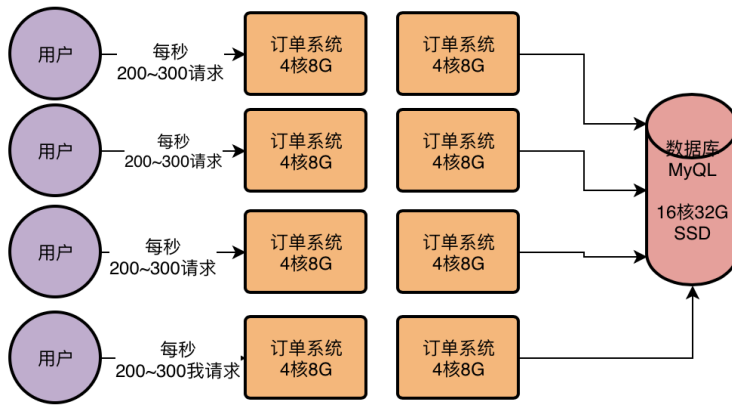 用户
每秒
200~300请求
订单系统
4核8G
订单系统
4核8G
用户
每秒
200~300请求
订单系统
4核8G
订单系统
4核8G
数据库
MyQL
16核32G
SSD
用户
每秒
200~300请求
订单系统
4核8G
订单系统
4核8G
用户
每秒
200~300我请求
订单系统
4核8G
订单系统
4核8G